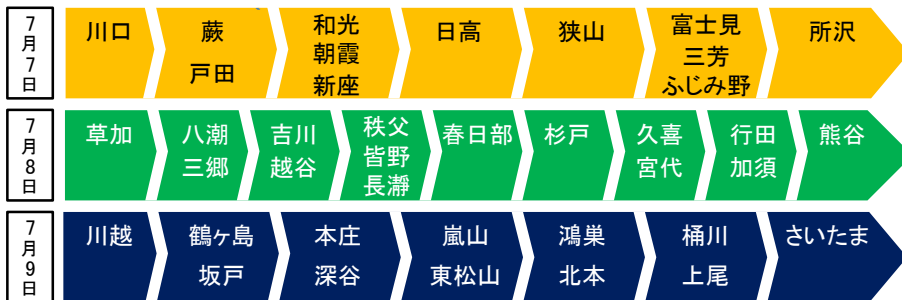 7月7日
川口
蕨
戸田
和光
朝霞
新座
日高
狭山
富士見
三芳
ふじみ野
所沢
7月8日
草加
八潮
三郷
吉川
越谷
秩父
皆野
長瀞
春日部
杉戸
久喜
宮代
行田
加須
熊谷
7月9日
川越
鶴ヶ島
坂戸
本庄
深谷
嵐山
東松山
鴻巣
北本
桶川
上尾
さいたま